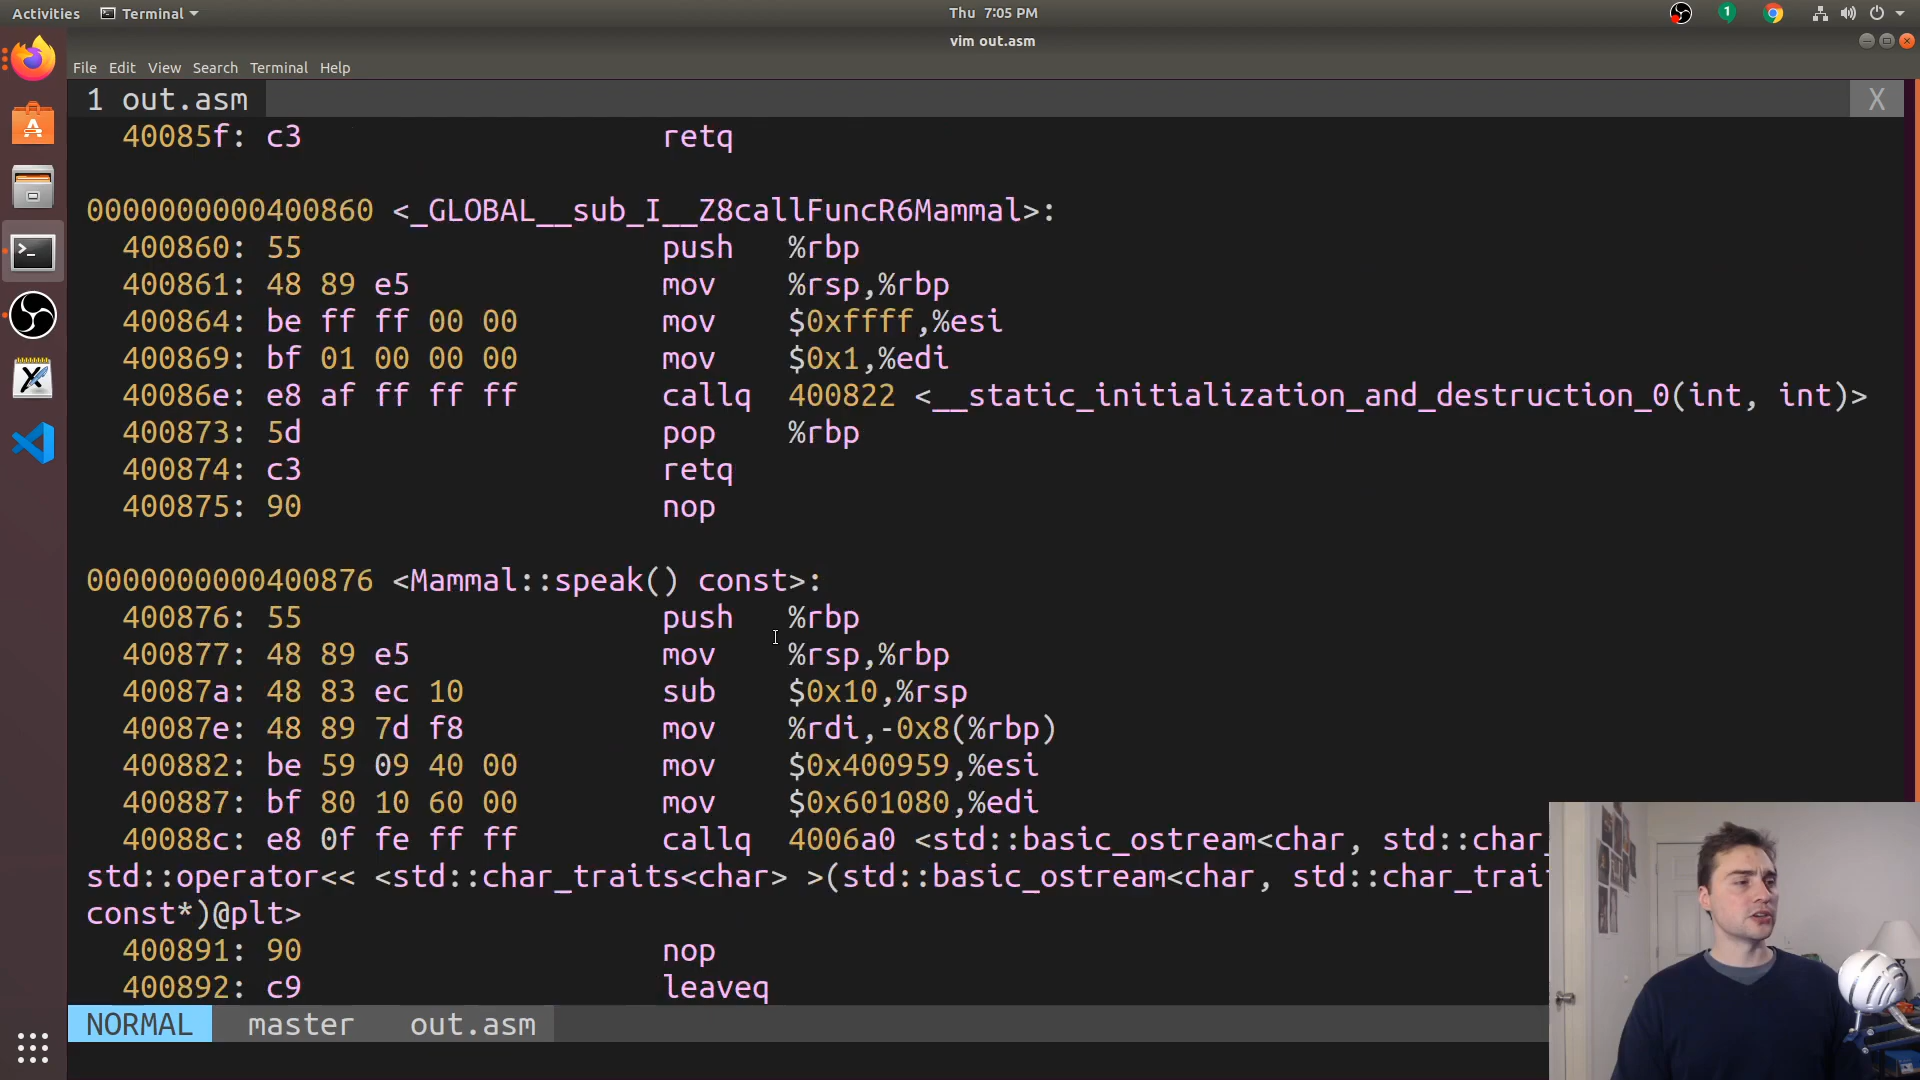 Activities Terminal Thu 7:05 PM 1
vim out.asm
File Edit View Search Terminal Help
1 out.asm X
40085f: c3 retq
0000000000400860 <_GLOBAL__sub_I__Z8callFuncR6Mammal>:
400860: 55 push %rbp
400861: 48 89 e5 mov %rsp,%rbp
400864: be ff ff 00 00 mov $0xffff,%esi
400869: bf 01 00 00 00 mov $0x1,%edi
40086e: e8 af ff ff ff callq 400822 <__static_initialization_and_destruction_0(int, int)>
400873: 5d pop %rbp
400874: c3 retq
400875: 90 nop
0000000000400876 <Mammal::speak() const>:
400876: 55 push %rbp
400877: 48 89 e5 mov %rsp,%rbp
40087a: 48 83 ec 10 sub $0x10,%rsp
40087e: 48 89 7d f8 mov %rdi,-0x8(%rbp)
400882: be 59 09 40 00 mov $0x400959,%esi
400887: bf 80 10 60 00 mov $0x601080,%edi
40088c: e8 0f fe ff ff callq 4006a0 <std::basic_ostream<char, std::char_
std::operator<< <std::char_traits<char> >(std::basic_ostream<char, std::char_trai
const*)@plt>
400891: 90 nop
400892: c9 leaveq
NORMAL master out.asm